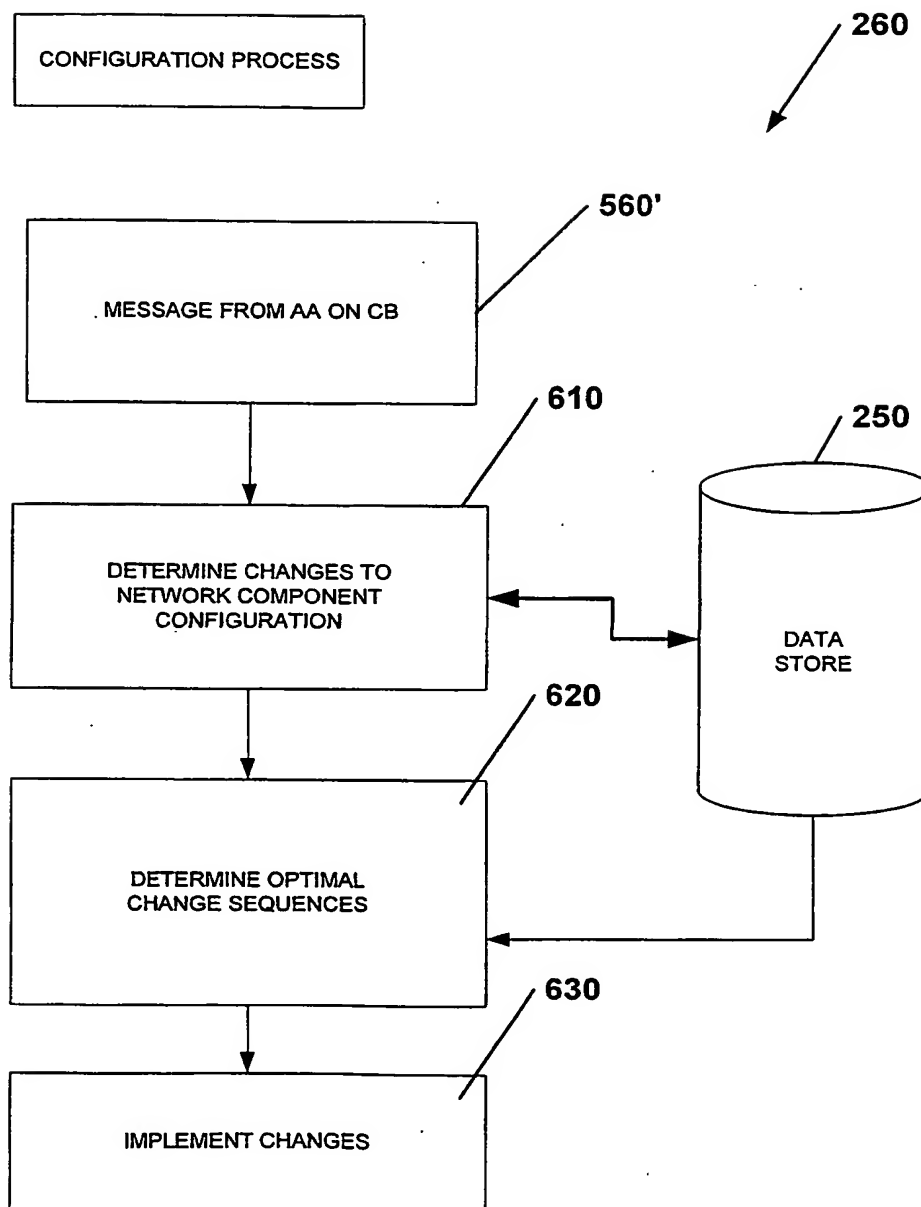 CONFIGURATION PROCESS
260
560'
MESSAGE FROM AA ON CB
610
250
DETERMINE CHANGES TO
NETWORK COMPONENT
CONFIGURATION
DATA
STORE
620
DETERMINE OPTIMAL
CHANGE SEQUENCES
630
IMPLEMENT CHANGES